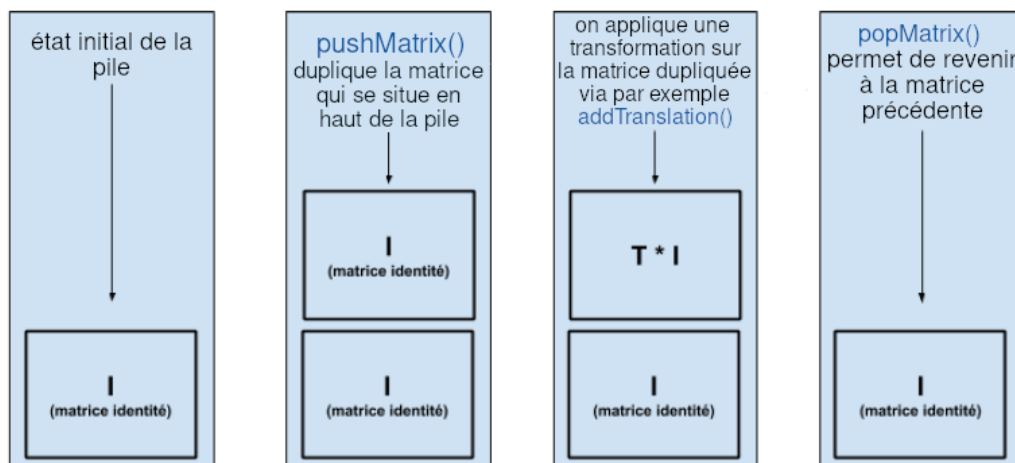 état initial de la
pile
I
(matrice identité)
pushMatrix()
duplique la matrice
qui se situe en
haut de la pile
I
(matrice identité)
I
(matrice identité)
on applique une
transformation sur
la matrice dupliquée
via par exemple
addTranslation()
T * I
I
(matrice identité)
popMatrix()
permet de revenir
à la matrice
précédente
I
(matrice identité)